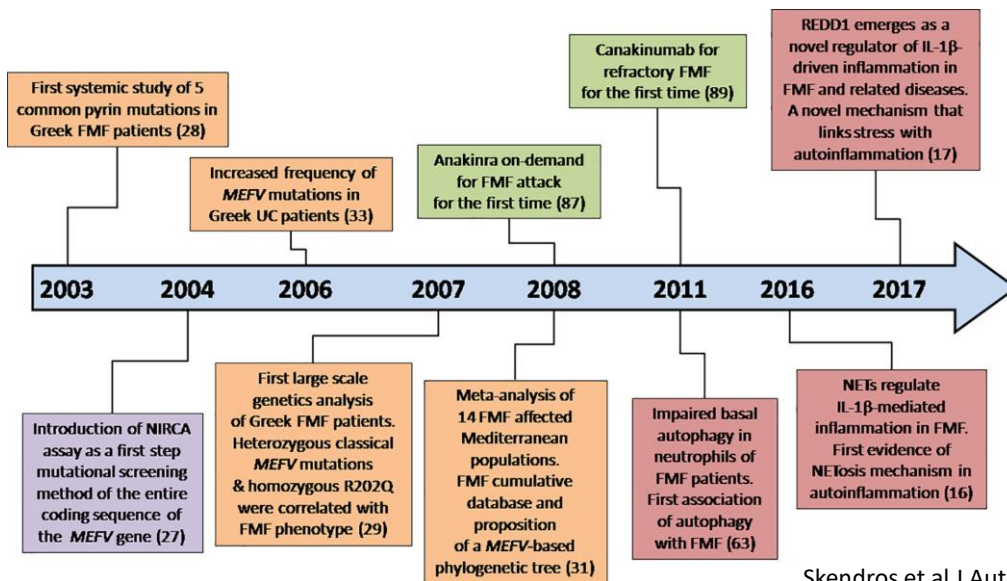 First systemic study of 5
common pyrin mutations in
Greek FMF patients (28)
Increased frequency of
MEFV mutations in
Greek UC patients (33)
Anakinra on-demand
for FMF attack
for the first time (87)
Canakinumab for
refractory FMF
for the first time (89)
REDD1 emerges as a
novel regulator of IL-1β-
driven inflammation in
FMF and related diseases.
A novel mechanism that
links stress with
autoinflammation (17)
2003 2004 2006 2007 2008 2011 2016 2017
Introduction of NIRCA
assay as a first step
mutational screening
method of the entire
coding sequence of
the MEFV gene (27)
First large scale
genetics analysis
of Greek FMF patients.
Heterozygous classical
MEFV mutations
& homozygous R202Q
were correlated with
FMF phenotype (29)
Meta-analysis of
14 FMF affected
Mediterranean
populations.
FMF cumulative
database and
proposition
of a MEFV-based
phylogenetic tree (31)
Impaired basal
autophagy in
neutrophils of
FMF patients.
First association
of autophagy
with FMF (63)
NETs regulate
IL-1β-mediated
inflammation in FMF.
First evidence of
NETosis mechanism in
autoinflammation (16)
Skendros et al J Aut